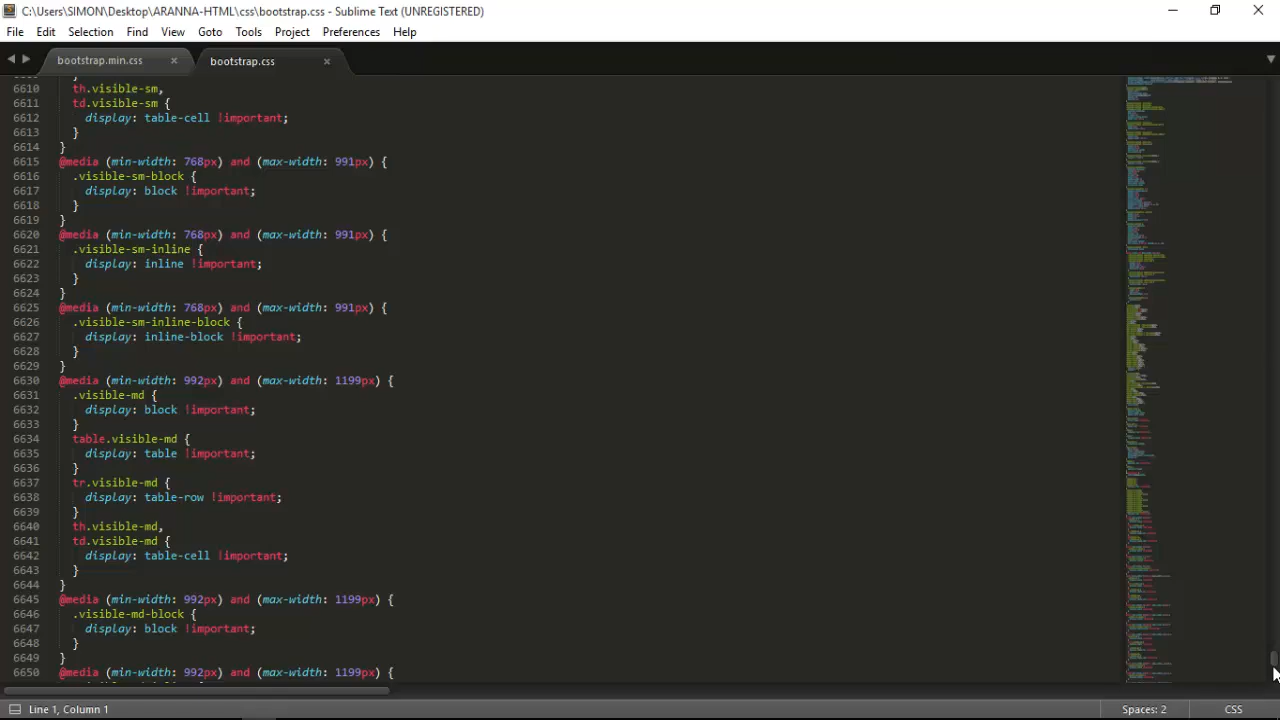 C:\Users\SIMON\Desktop\ARANNA-HTML\css\bootstrap.css - Sublime Text (UNREGISTERED)
File Edit Selection Find View Goto Tools Project Preferences Help
bootstrap.min.css bootstrap.css
6610 th.visible-sm,
6611 td.visible-sm {
6612 display: table-cell !important;
6613 }
6614 }
6615 @media (min-width: 768px) and (max-width: 991px) {
6616 .visible-sm-block {
6617 display: block !important;
6618 }
6619 }
6620 @media (min-width: 768px) and (max-width: 991px) {
6621 .visible-sm-inline {
6622 display: inline !important;
6623 }
6624 }
6625 @media (min-width: 768px) and (max-width: 991px) {
6626 .visible-sm-inline-block {
6627 display: inline-block !important;
6628 }
6629 }
6630 @media (min-width: 992px) and (max-width: 1199px) {
6631 .visible-md {
6632 display: block !important;
6633 }
6634 table.visible-md {
6635 display: table !important;
6636 }
6637 tr.visible-md {
6638 display: table-row !important;
6639 }
6640 th.visible-md,
6641 td.visible-md {
6642 display: table-cell !important;
6643 }
6644 }
6645 @media (min-width: 992px) and (max-width: 1199px) {
6646 .visible-md-block {
6647 display: block !important;
6648 }
6649 }
6650 @media (min-width: 992px) and (max-width: 1199px) {
Line 1, Column 1 Spaces: 2 CSS